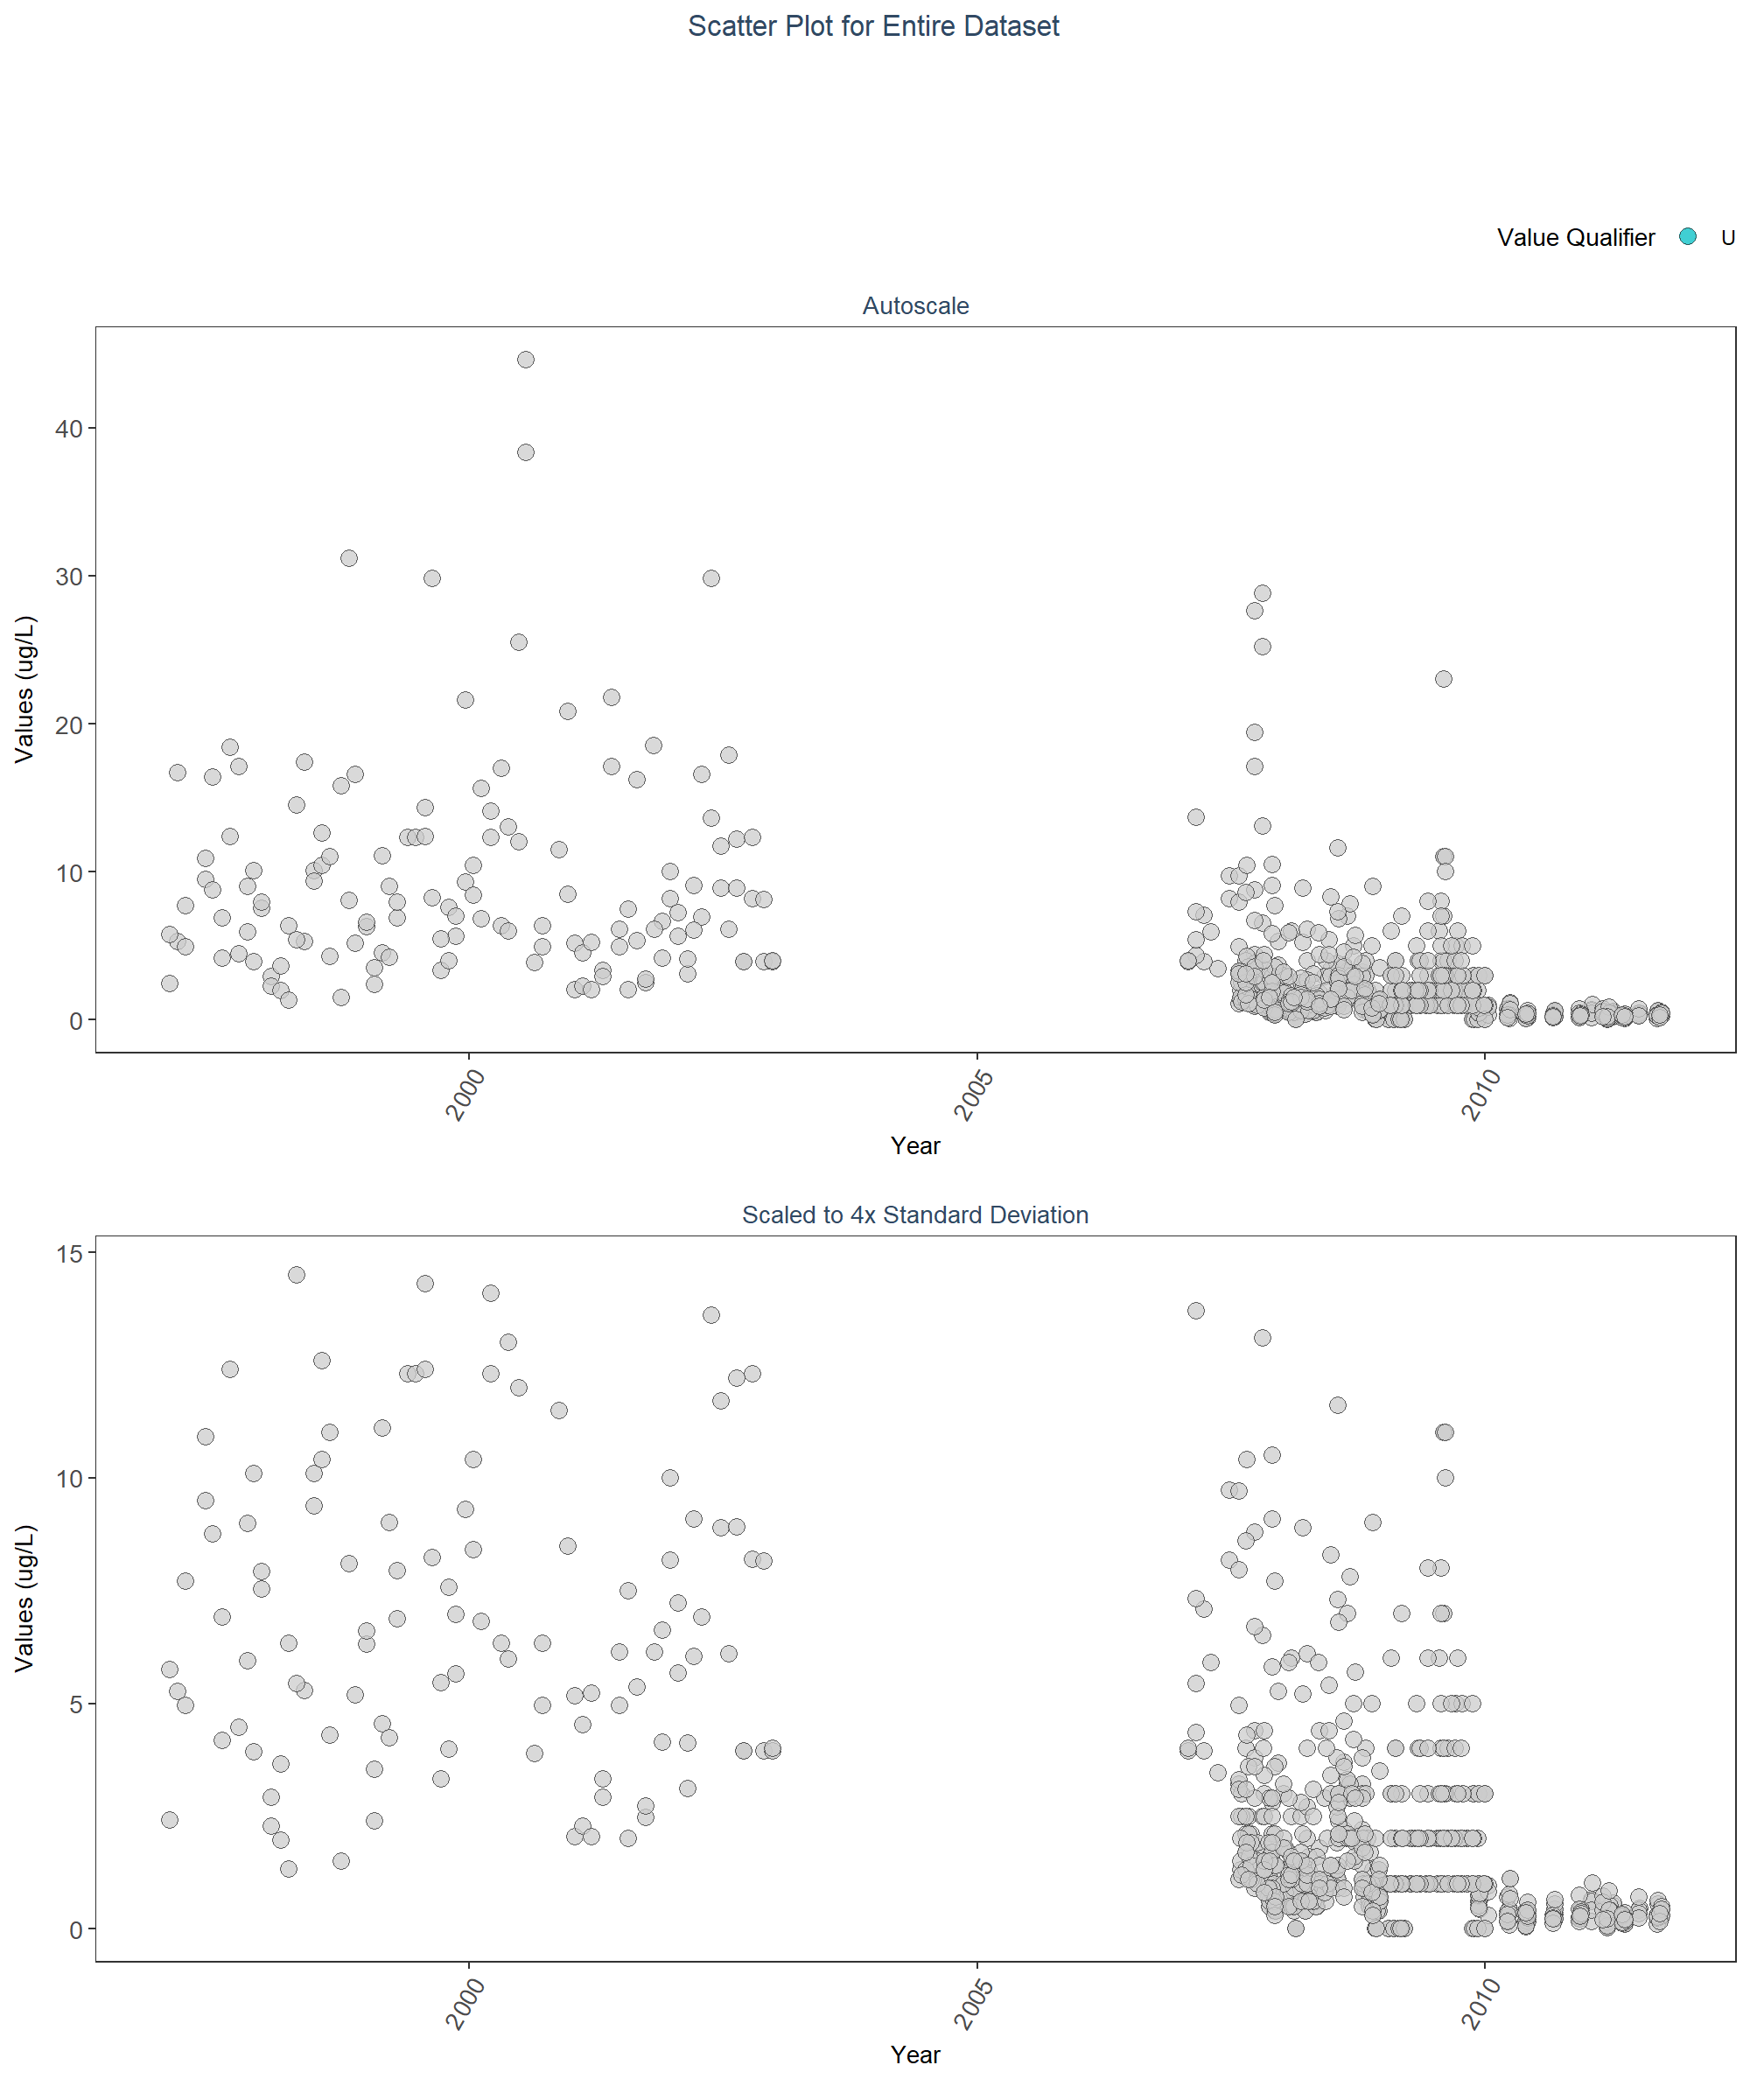 Scatter Plot for Entire Dataset
Value Qualifier U
Autoscale
Values (ug/L)
40
30
20
10
0
2000 2005 2010
Year
Scaled to 4x Standard Deviation
Values (ug/L)
15
10
5
0
2000 2005 2010
Year